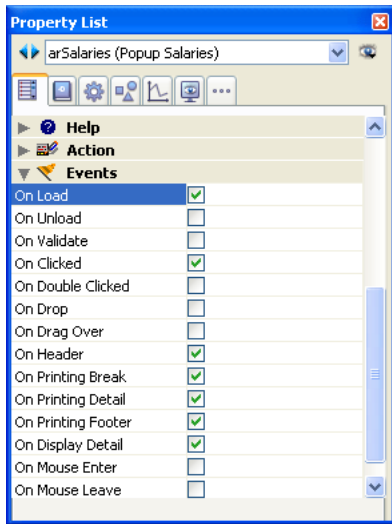 Property List
arSalaries (Popup Salaries)
Help
Action
Events
On Load
On Unload
On Validate
On Clicked
On Double Clicked
On Drop
On Drag Over
On Header
On Printing Break
On Printing Detail
On Printing Footer
On Display Detail
On Mouse Enter
On Mouse Leave